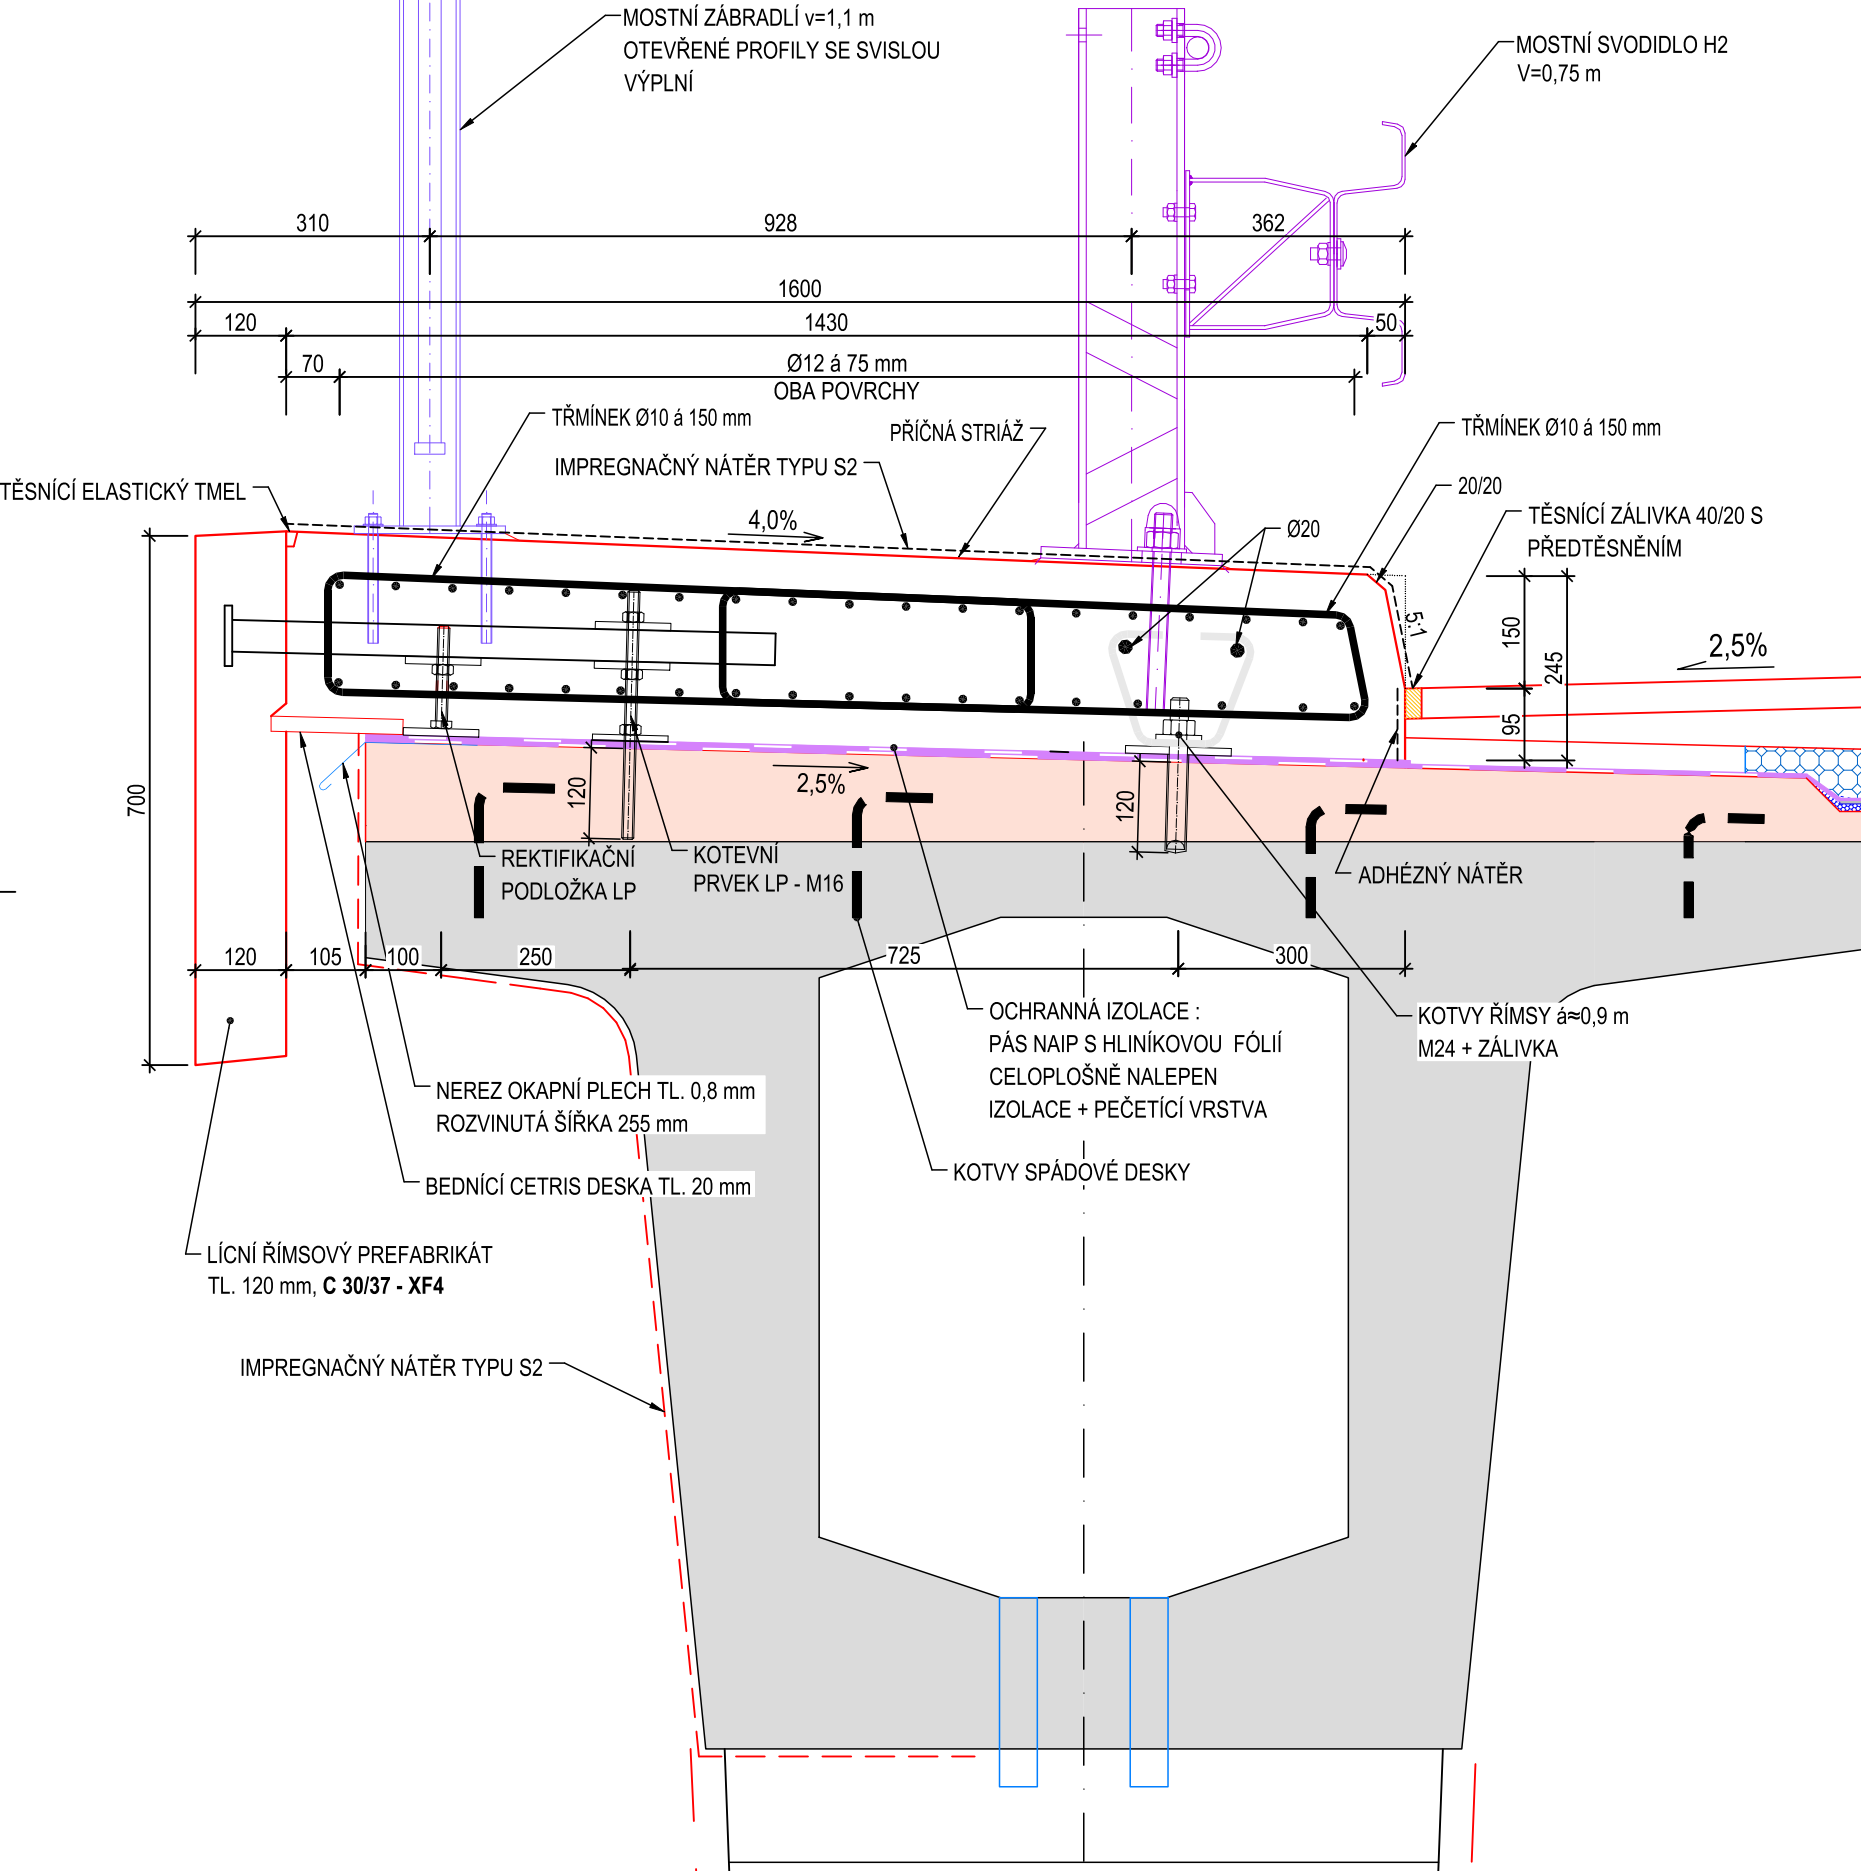 MOSTNÍ ZÁBRADLÍ v=1,1 m
OTEVŘENÉ PROFILY SE SVISLOU
VÝPLNÍ
MOSTNÍ SVODIDLO H2
V=0,75 m
310
928
362
1600
120
1430
50
70
Ø12 á 75 mm
OBA POVRCHY
TŘMÍNEK Ø10 á 150 mm
PŘÍČNÁ STRIÁŽ
TŘMÍNEK Ø10 á 150 mm
IMPREGNAČNÝ NÁTĚR TYPU S2
TĚSNÍCÍ ELASTICKÝ TMEL
20/20
4,0%
Ø20
TĚSNÍCÍ ZÁLIVKA 40/20 S
PŘEDTĚSNĚNÍM
5:1
150
245
95
2,5%
700
120
2,5%
120
REKTIFIKAČNÍ
PODLOŽKA LP
KOTEVNÍ
PRVEK LP - M16
ADHÉZNÝ NÁTĚR
120
105
100
250
725
300
OCHRANNÁ IZOLACE :
PÁS NAIP S HLINÍKOVOU FÓLIÍ
CELOPLOŠNĚ NALEPEN
IZOLACE + PEČETÍCÍ VRSTVA
KOTVY ŘÍMSY á≈0,9 m
M24 + ZÁLIVKA
NEREZ OKAPNÍ PLECH TL. 0,8 mm
ROZVINUTÁ ŠÍŘKA 255 mm
KOTVY SPÁDOVÉ DESKY
BEDNÍCÍ CETRIS DESKA TL. 20 mm
LÍCNÍ ŘÍMSOVÝ PREFABRIKÁT
TL. 120 mm, C 30/37 - XF4
IMPREGNAČNÝ NÁTĚR TYPU S2